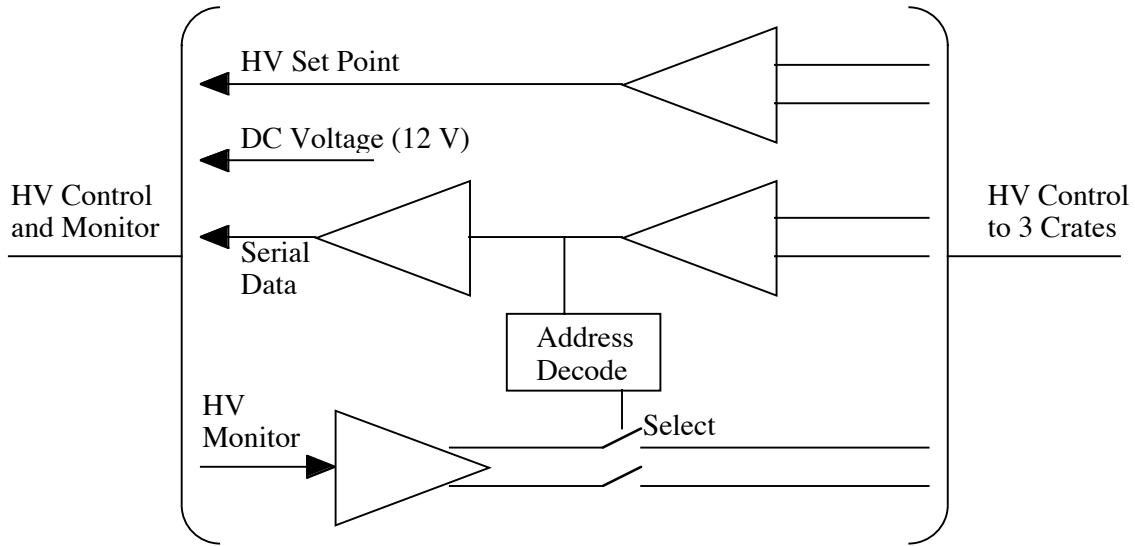 HV Set Point
DC Voltage (12 V)
HV Control
and Monitor
HV Control
to 3 Crates
Serial
Data
Address
Decode
HV
Monitor
Select